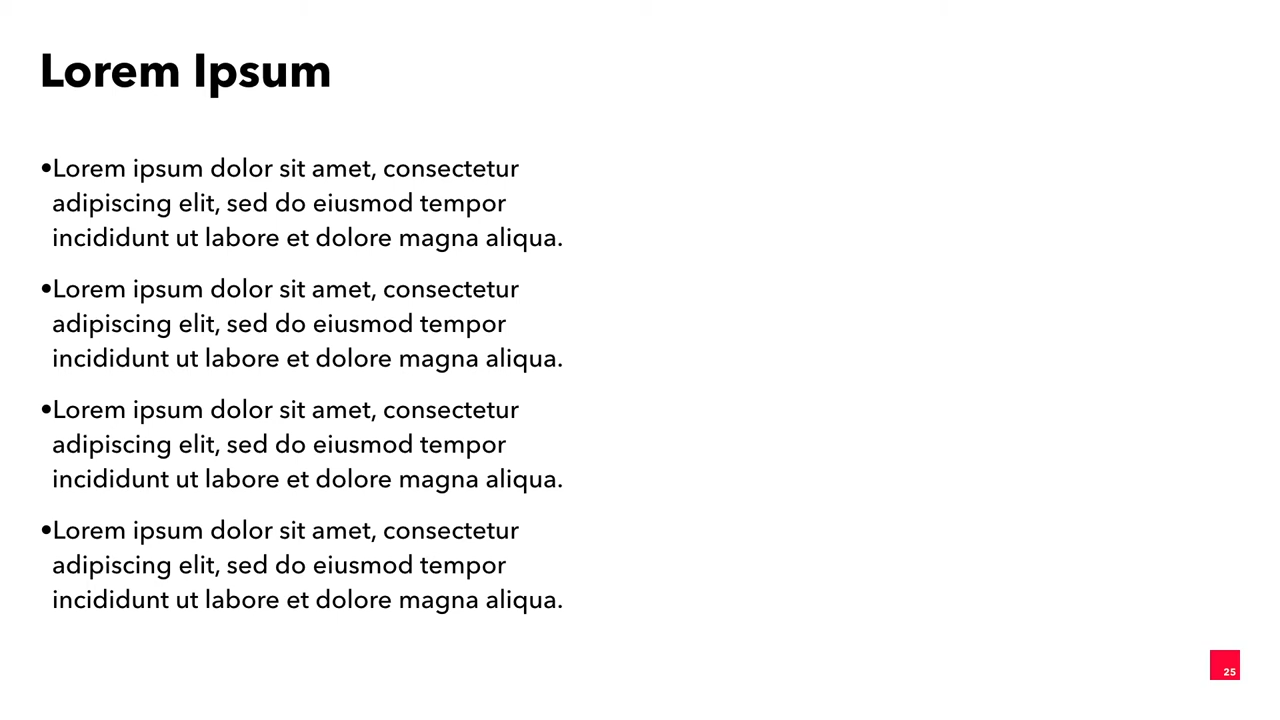 Lorem Ipsum
•Lorem ipsum dolor sit amet, consectetur
adipiscing elit, sed do eiusmod tempor
incididunt ut labore et dolore magna aliqua.
•Lorem ipsum dolor sit amet, consectetur
adipiscing elit, sed do eiusmod tempor
incididunt ut labore et dolore magna aliqua.
•Lorem ipsum dolor sit amet, consectetur
adipiscing elit, sed do eiusmod tempor
incididunt ut labore et dolore magna aliqua.
•Lorem ipsum dolor sit amet, consectetur
adipiscing elit, sed do eiusmod tempor
incididunt ut labore et dolore magna aliqua.
25